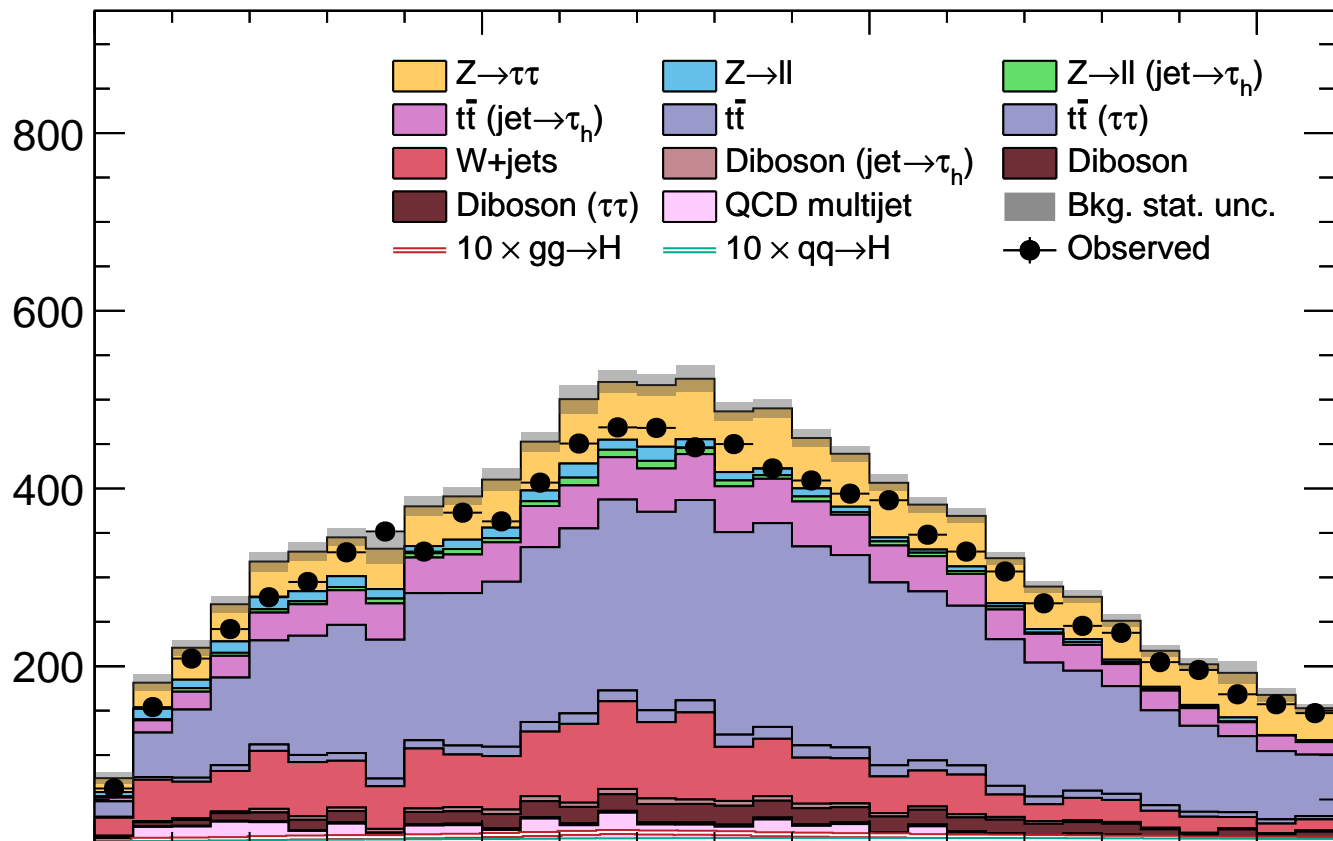 Z→ττ Z→ll Z→ll (jet→τh)
tt̄ (jet→τh) tt̄ tt̄ (ττ)
800
W+jets Diboson (jet→τh) Diboson
Diboson (ττ) QCD multijet Bkg. stat. unc.
10 × gg→H 10 × qq→H Observed
600
400
200